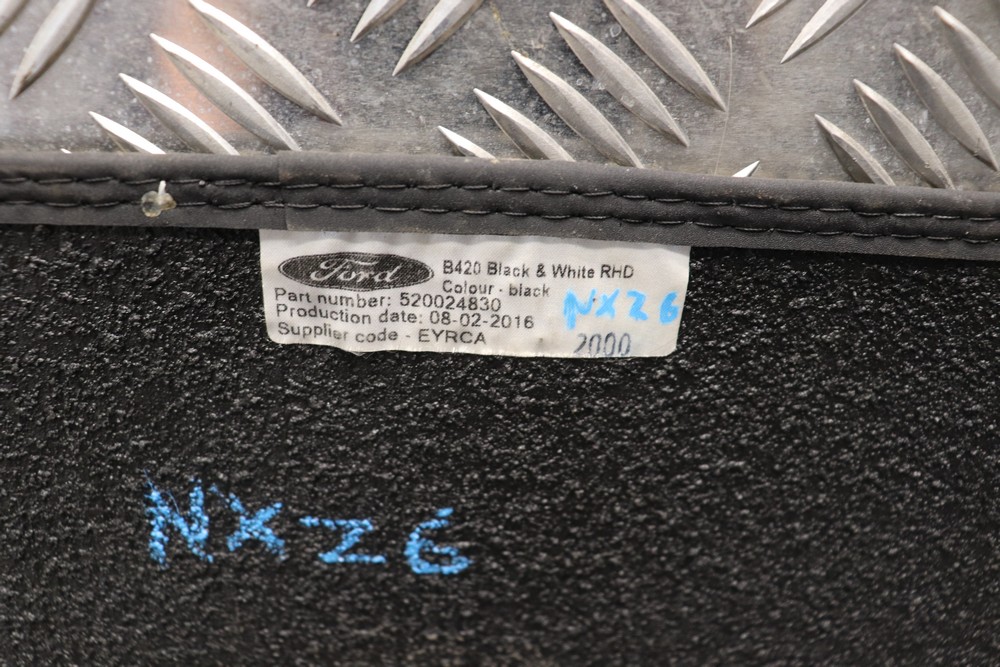 Ford
B420 Black & White RHD
Colour - black
Part number: 520024830
Production date: 08-02-2016
Supplier code - EYRCA
NXZ6
2000
NXZ6